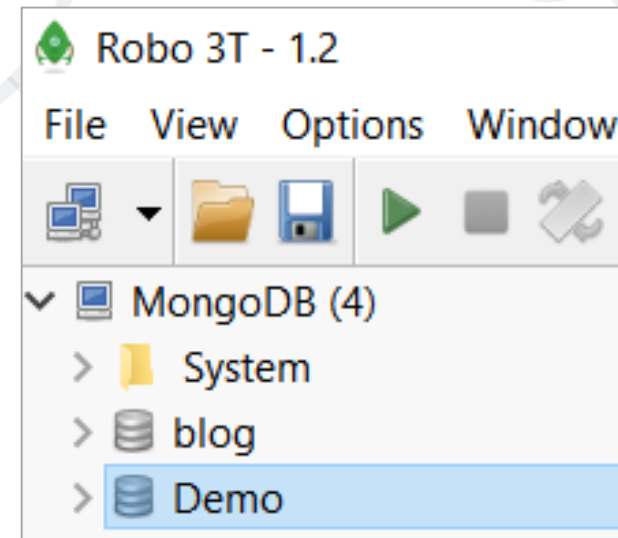 Robo 3T - 1.2
File View Options Window
MongoDB (4)
System
blog
Demo